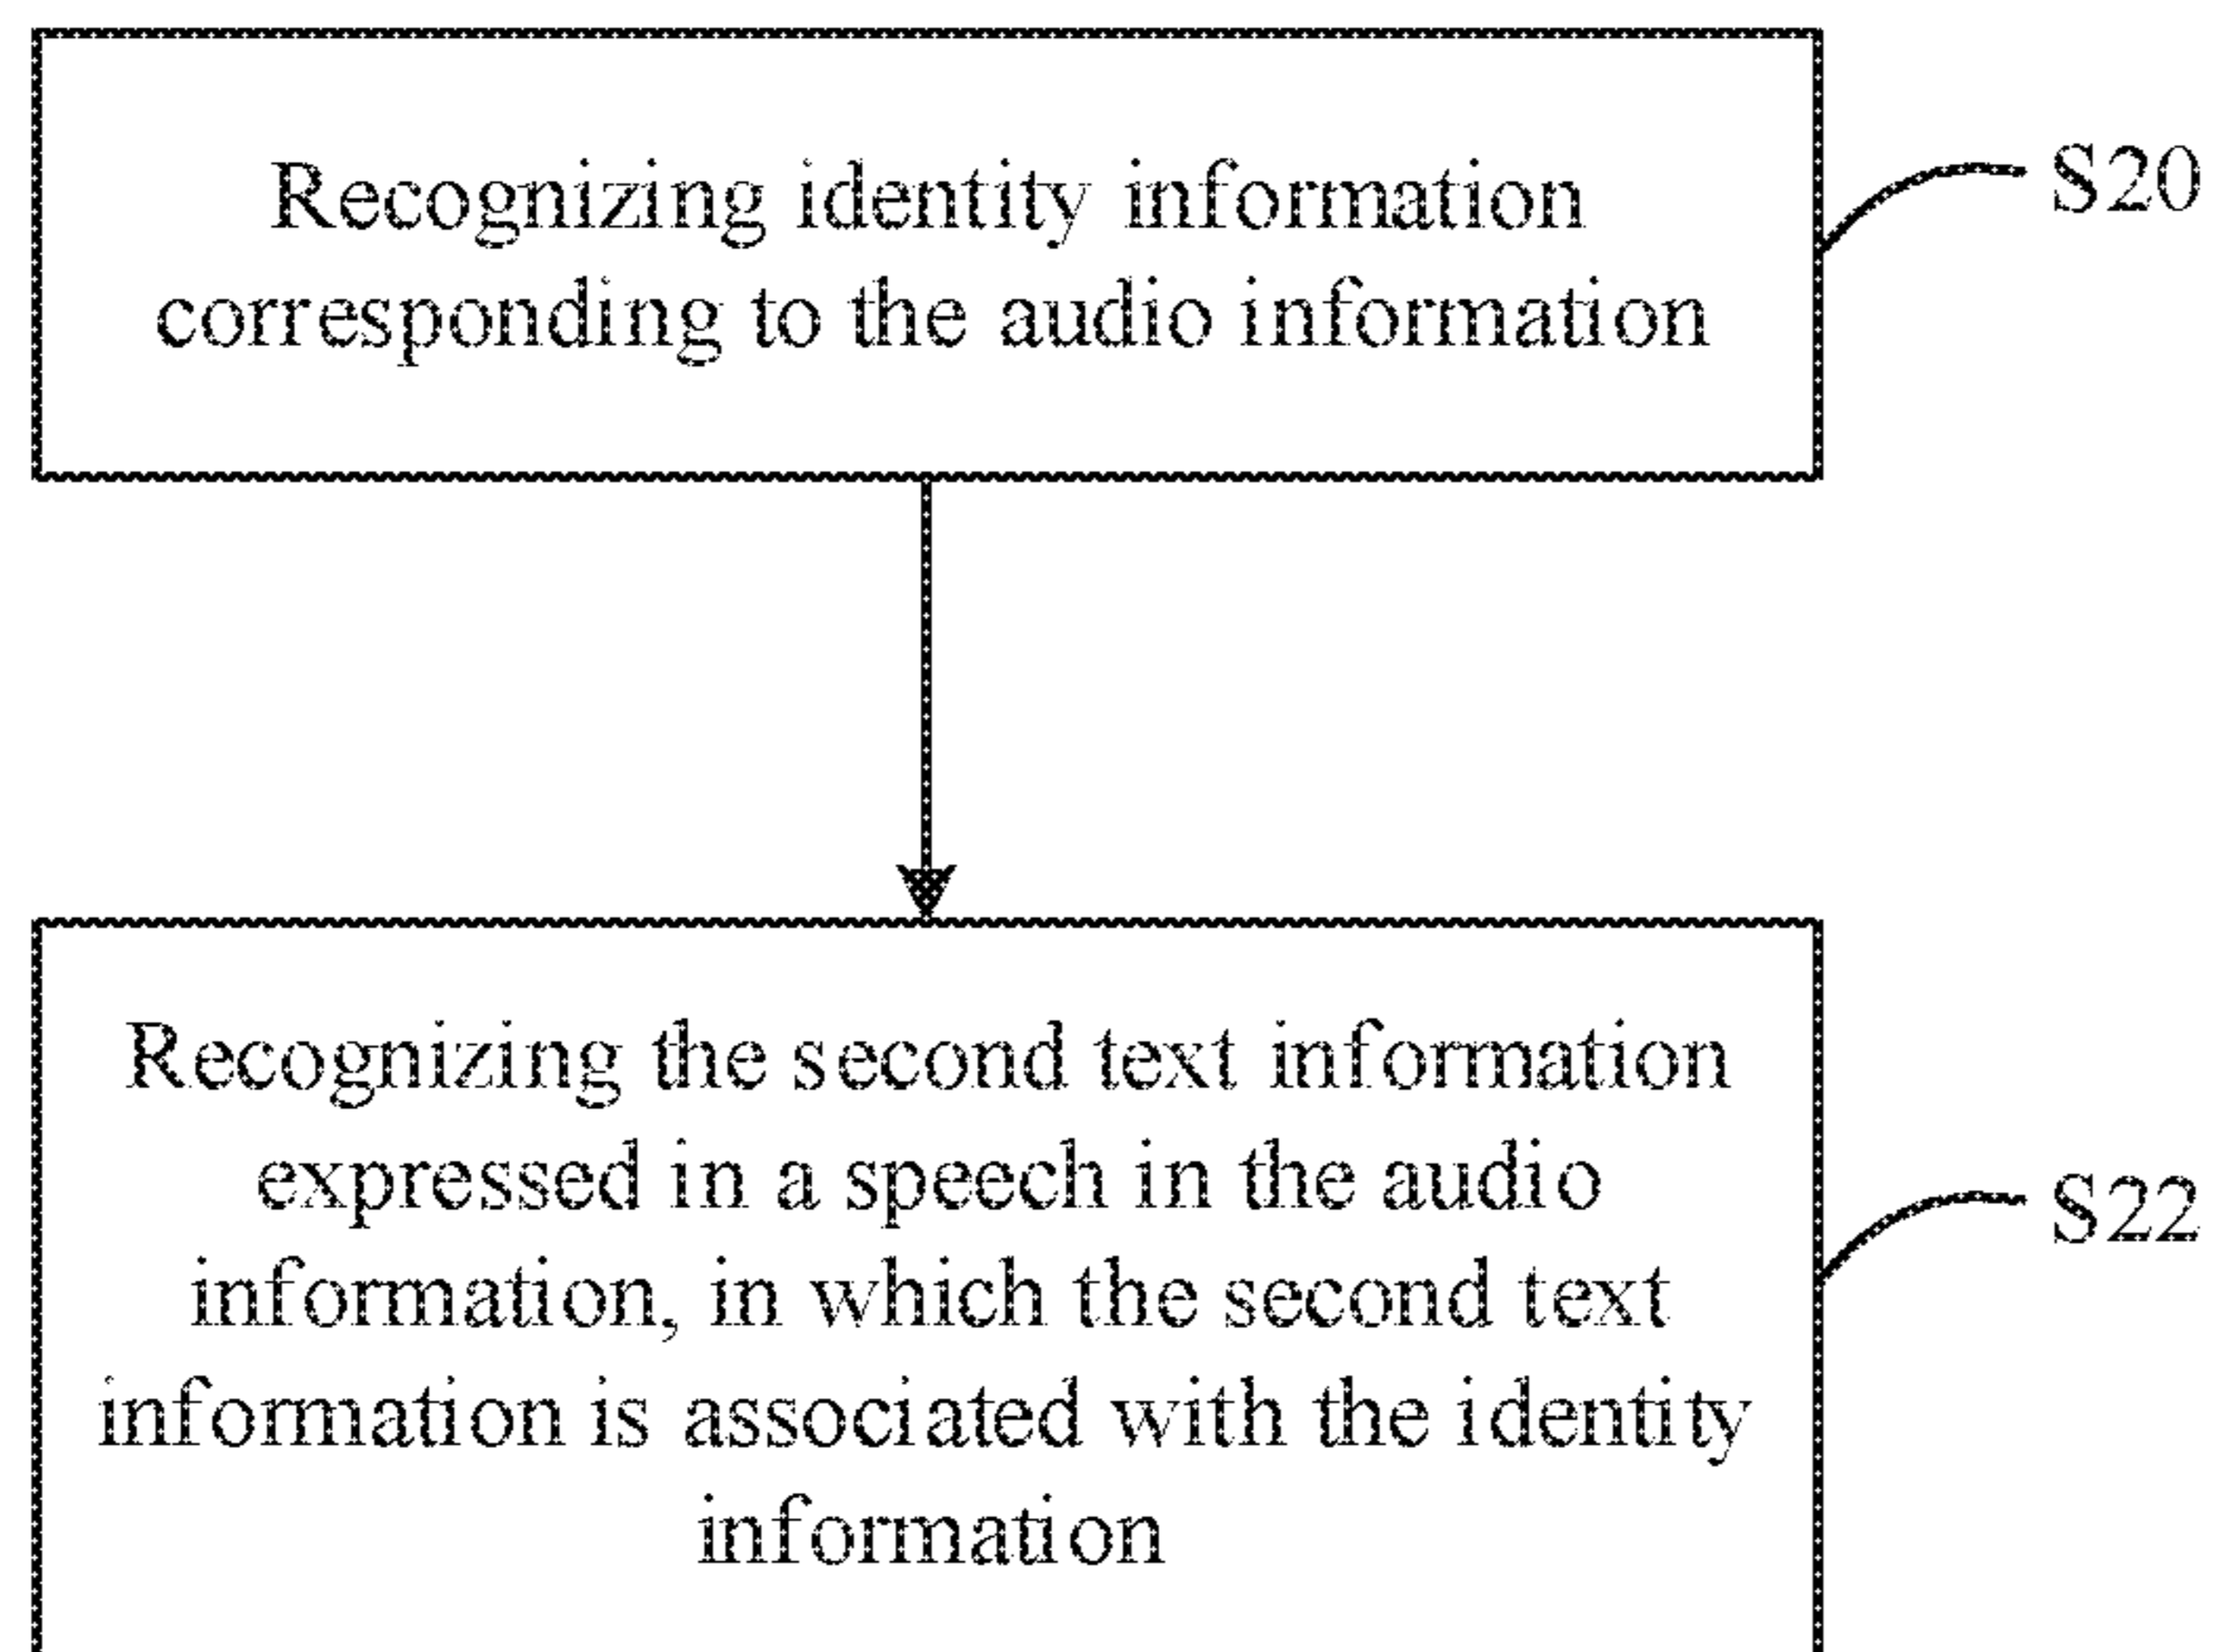 Recognizing identity information
corresponding to the audio information
S20
Recognizing the second text information
expressed in a speech in the audio
information, in which the second text
information is associated with the identity
information
S22